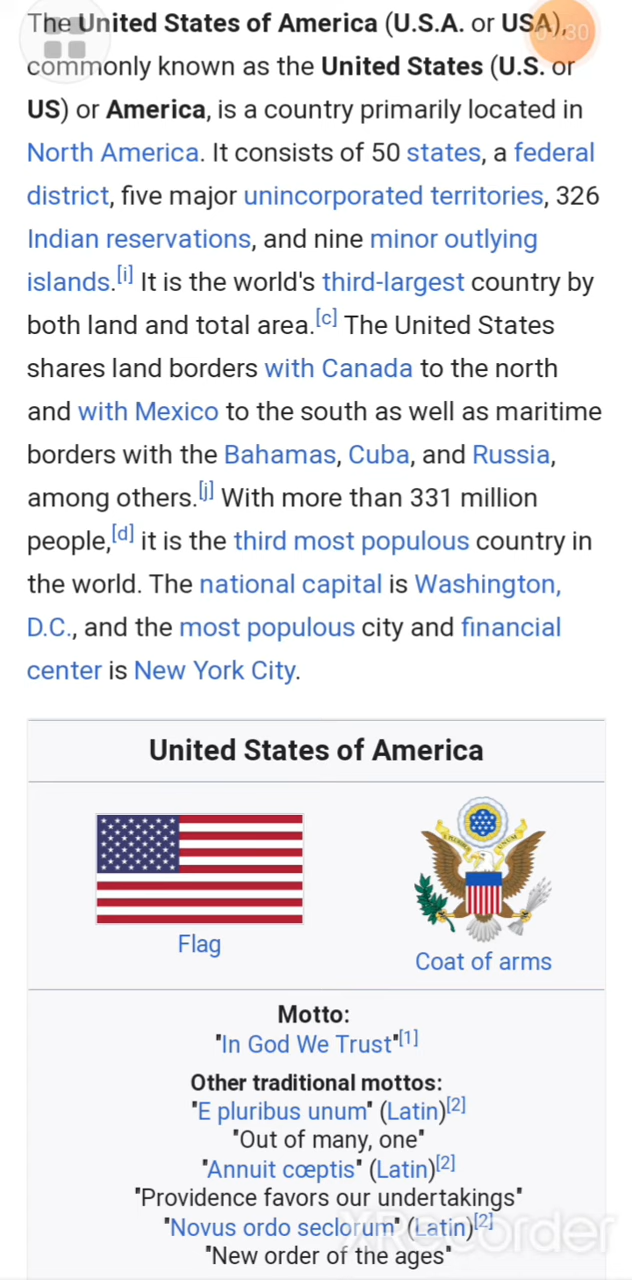 The United States of America (U.S.A. or USA),
commonly known as the United States (U.S. or
US) or America, is a country primarily located in
North America. It consists of 50 states, a federal
district, five major unincorporated territories, 326
Indian reservations, and nine minor outlying
islands.[i] It is the world's third-largest country by
both land and total area.[c] The United States
shares land borders with Canada to the north
and with Mexico to the south as well as maritime
borders with the Bahamas, Cuba, and Russia,
among others.[j] With more than 331 million
people,[d] it is the third most populous country in
the world. The national capital is Washington,
D.C., and the most populous city and financial
center is New York City.
United States of America
Flag
Coat of arms
Motto:
"In God We Trust"[1]
Other traditional mottos:
"E pluribus unum" (Latin)[2]
"Out of many, one"
"Annuit cœptis" (Latin)[2]
"Providence favors our undertakings"
"Novus ordo seclorum" (Latin)[2]
"New order of the ages"
XRecorder